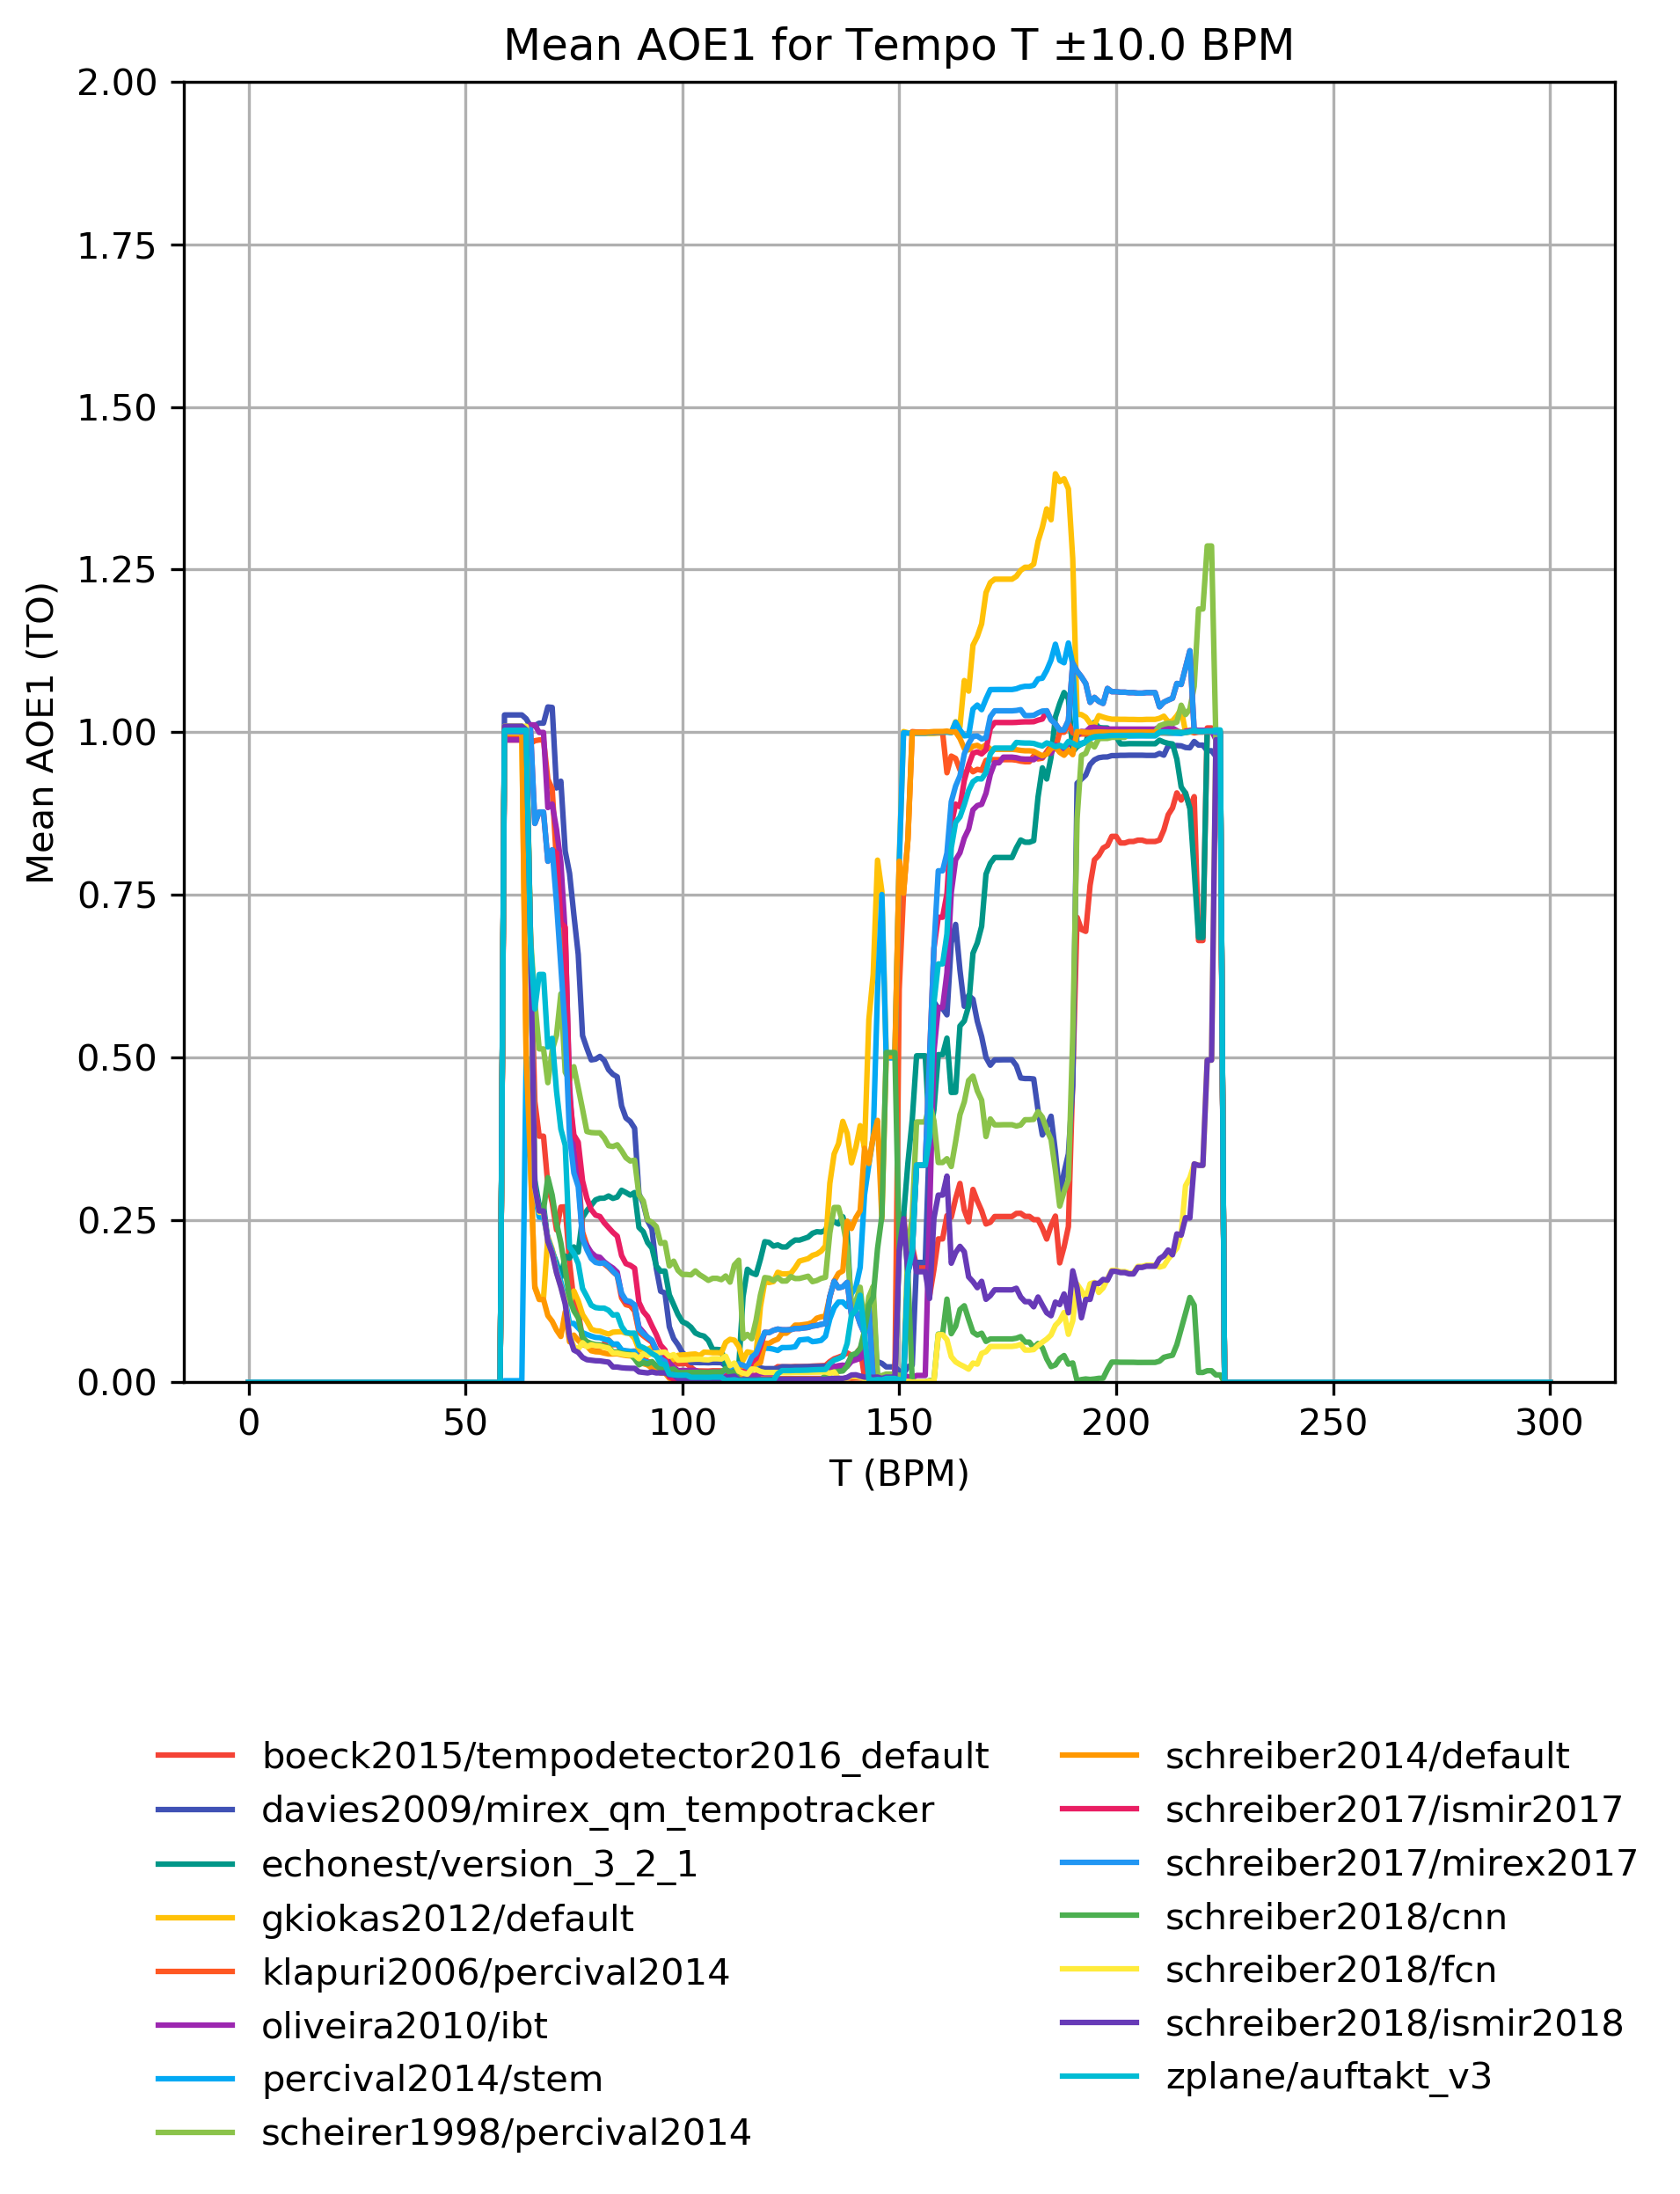 Mean AOE1 for Tempo T ±10.0 BPM
2.00
1.75
1.50
1.25
1.00
0.75
0.50
0.25
0.00
Mean AOE1 (TO)
0 50 100 150 200 250 300
T (BPM)
boeck2015/tempodetector2016_default
davies2009/mirex_qm_tempotracker
echonest/version_3_2_1
gkiokas2012/default
klapuri2006/percival2014
oliveira2010/ibt
percival2014/stem
scheirer1998/percival2014
schreiber2014/default
schreiber2017/ismir2017
schreiber2017/mirex2017
schreiber2018/cnn
schreiber2018/fcn
schreiber2018/ismir2018
zplane/auftakt_v3